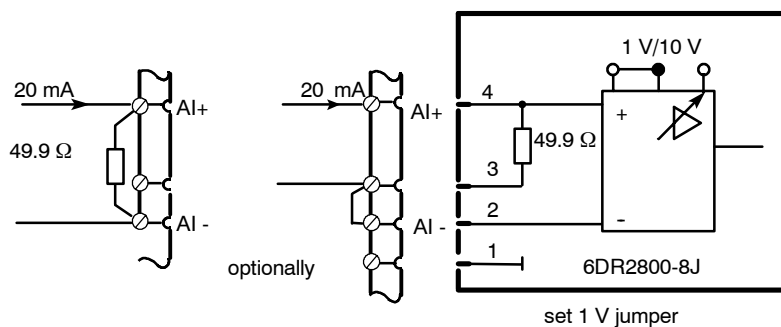 20 mA
AI+
49.9 Ω
AI -
optionally
20 mA
AI+
AI -
1 V/10 V
4
+
49.9 Ω
3
2
-
1
6DR2800-8J
set 1 V jumper